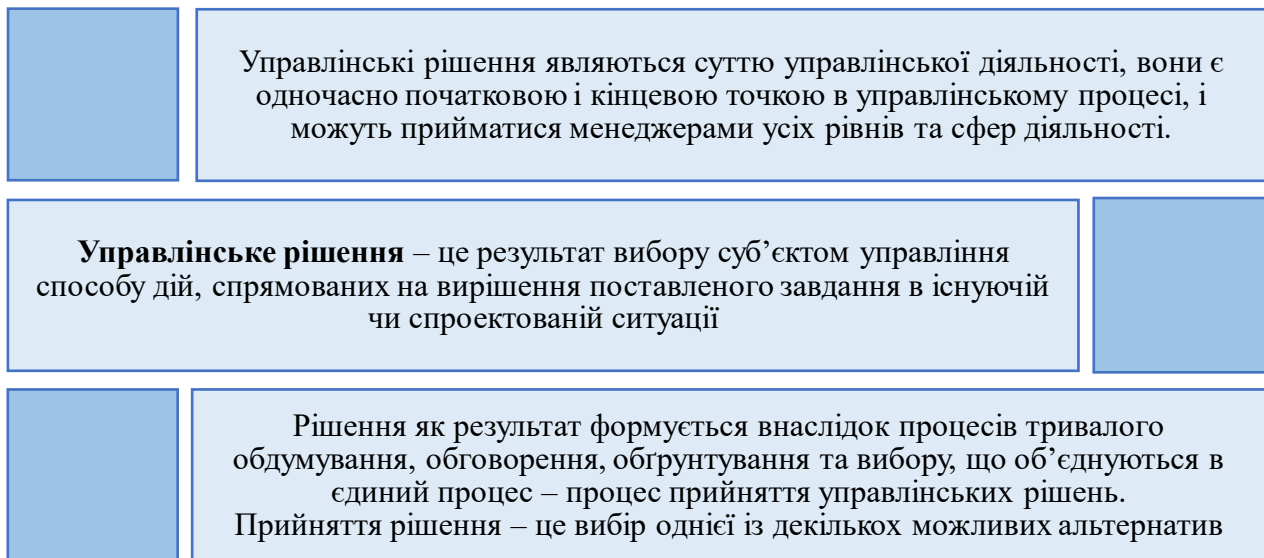 Управлінські рішення являються суттю управлінської діяльності, вони є
одночасно початковою і кінцевою точкою в управлінському процесі, і
можуть прийматися менеджерами усіх рівнів та сфер діяльності.
Управлінське рішення – це результат вибору суб’єктом управління
способу дій, спрямованих на вирішення поставленого завдання в існуючій
чи спроектованій ситуації
Рішення як результат формується внаслідок процесів тривалого
обдумування, обговорення, обґрунтування та вибору, що об’єднуються в
єдиний процес – процес прийняття управлінських рішень.
Прийняття рішення – це вибір однієї із декількох можливих альтернатив